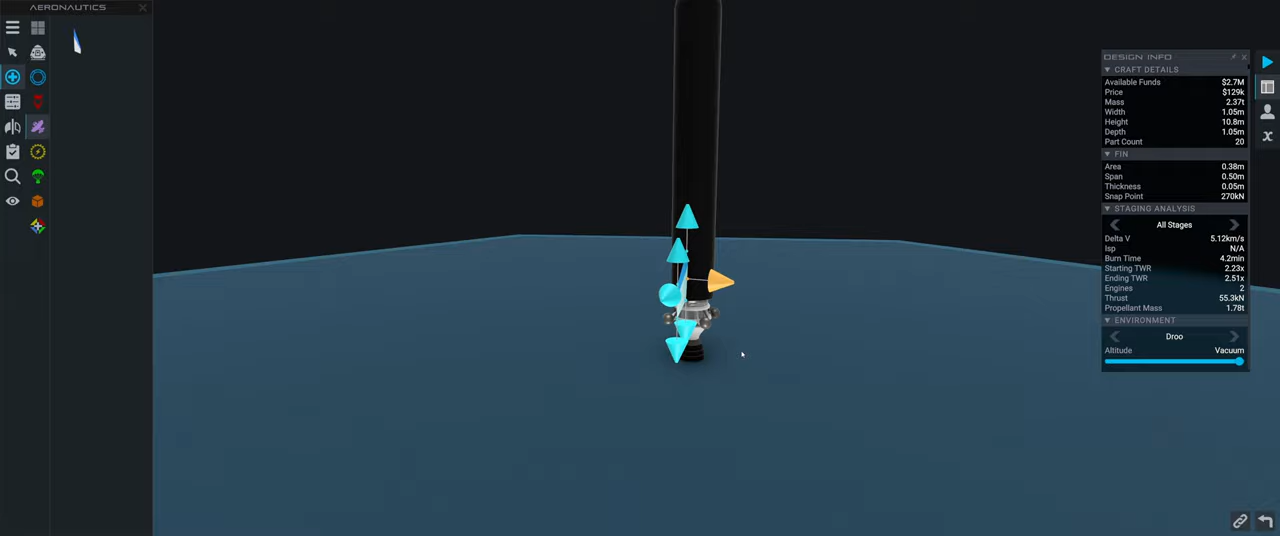 AERONAUTICS
DESIGN INFO
CRAFT DETAILS
Available Funds $2.7M
Price $129k
Mass 2.37t
Width 1.05m
Height 10.8m
Depth 1.05m
Part Count 20
FIN
Area 0.38m
Span 0.50m
Thickness 0.05m
Snap Point 270kN
STAGING ANALYSIS
All Stages
Delta V 5.12km/s
Isp N/A
Burn Time 4.2min
Starting TWR 2.23x
Ending TWR 2.51x
Engines 2
Thrust 55.3kN
Propellant Mass 1.78t
ENVIRONMENT
Droo
Altitude Vacuum